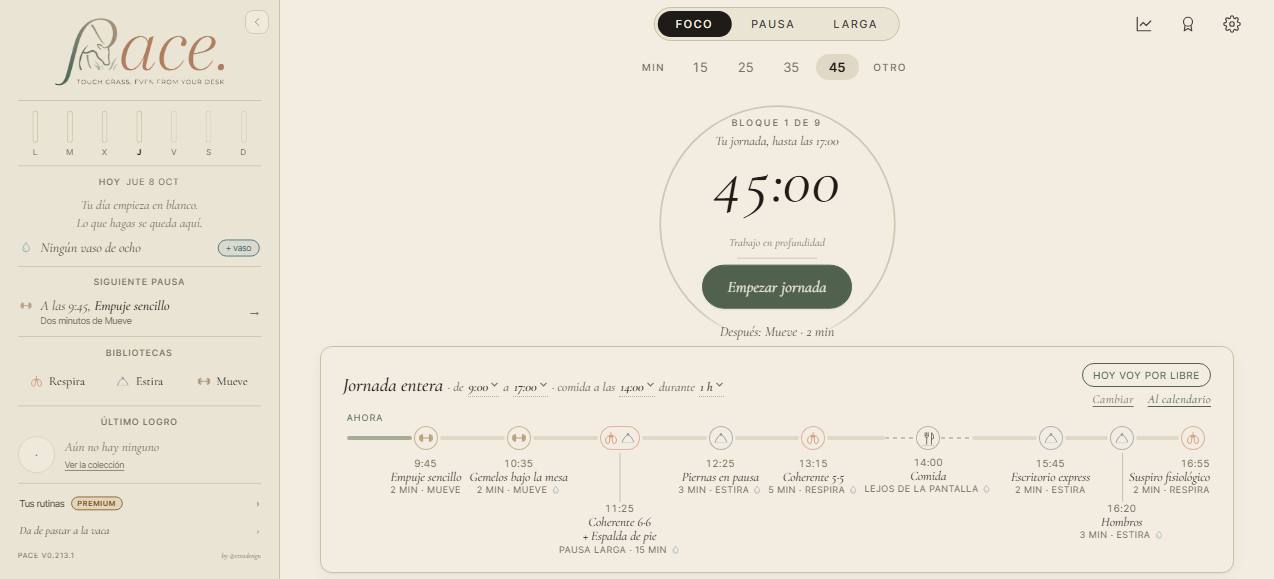 Pace.
TOUCH GRASS, EVEN FROM YOUR DESK
L M X J V S D
HOY JUE 8 OCT
Tu día empieza en blanco.
Lo que hagas se queda aquí.
Ningún vaso de ocho
+ vaso
SIGUIENTE PAUSA
A las 9:45, Empuje sencillo →
Dos minutos de Mueve
BIBLIOTECAS
Respira Estira Mueve
ÚLTIMO LOGRO
Aún no hay ninguno
Ver la colección
Tus rutinas PREMIUM ›
Da de pastar a la vaca ›
PACE V0.213.1
FOCO PAUSA LARGA
MIN 15 25 35 45 OTRO
BLOQUE 1 DE 9
Tu jornada, hasta las 17:00
45:00
Trabajo en profundidad
Empezar jornada
Después: Mueve · 2 min
Jornada entera · de 9:00 a 17:00 · comida a las 14:00 durante 1 h
HOY VOY POR LIBRE
Cambiar Al calendario
AHORA
9:45
Empuje sencillo
2 MIN · MUEVE
10:35
Gemelos bajo la mesa
2 MIN · MUEVE
11:25
Coherente 6-6
+ Espalda de pie
PAUSA LARGA · 15 MIN
12:25
Piernas en pausa
3 MIN · ESTIRA
13:15
Coherente 5-5
5 MIN · RESPIRA
14:00
Comida
LEJOS DE LA PANTALLA
15:45
Escritorio express
2 MIN · ESTIRA
16:20
Hombros
3 MIN · ESTIRA
16:55
Suspiro fisiológico
2 MIN · RESPIRA